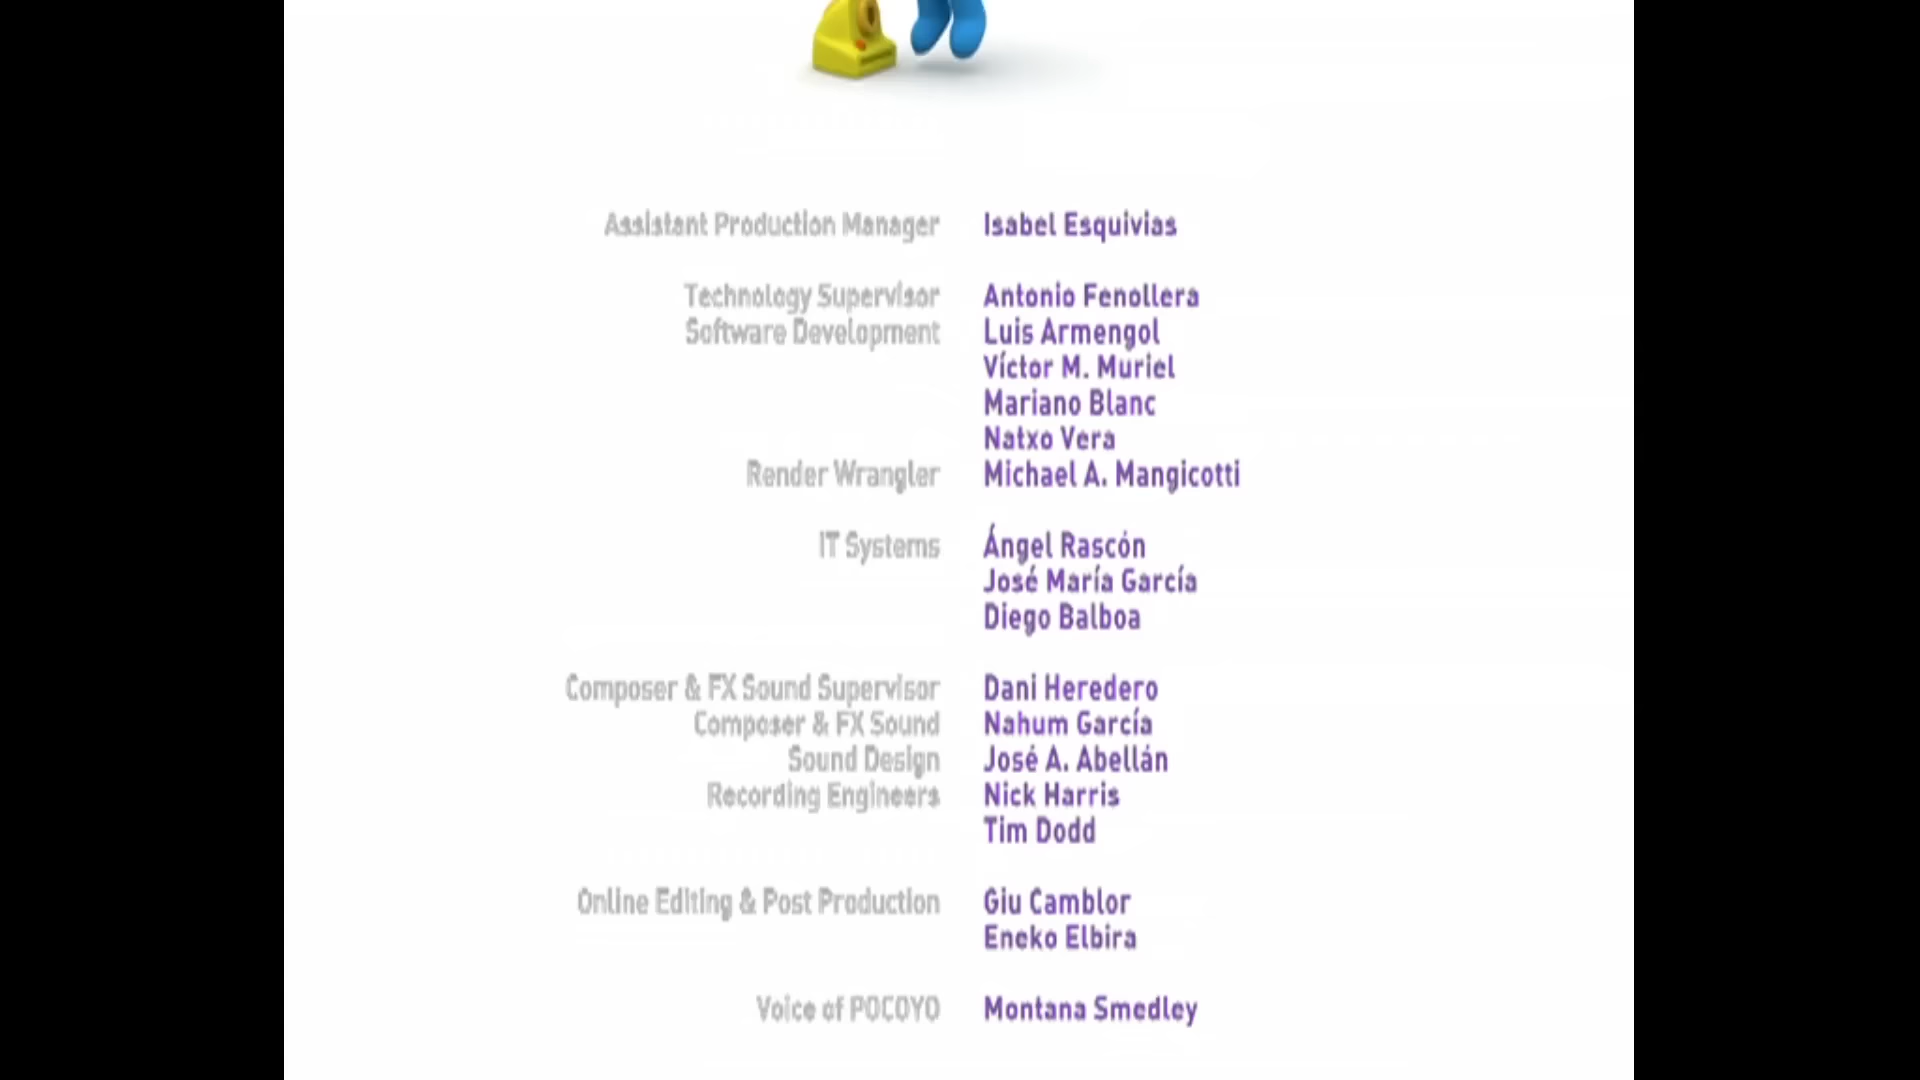 Assistant Production Manager Isabel Esquivias
Technology Supervisor Antonio Fenollera
Software Development Luis Armengol
Víctor M. Muriel
Mariano Blanc
Natxo Vera
Render Wrangler Michael A. Mangicotti
IT Systems Ángel Rascón
José María García
Diego Balboa
Composer & FX Sound Supervisor Dani Heredero
Composer & FX Sound Nahum García
Sound Design José A. Abellán
Recording Engineers Nick Harris
Tim Dodd
Online Editing & Post Production Giu Camblor
Eneko Elbira
Voice of POCOYO Montana Smedley